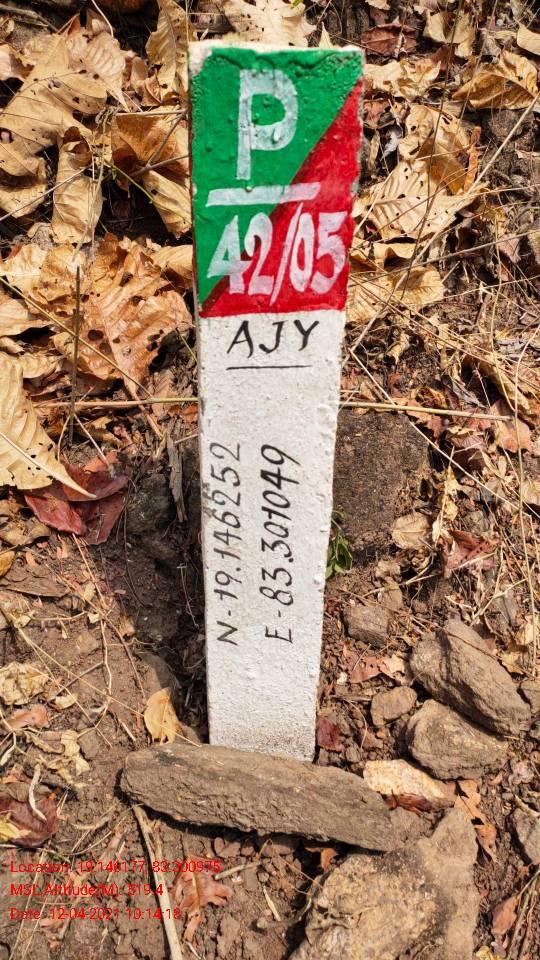 P
42/05
AJY
N-19.146252
E-83.301049
Location: 19.146177, 83.300975
MSL Altitude(M): 819.4
Date: 12-04-2021 10:14:18